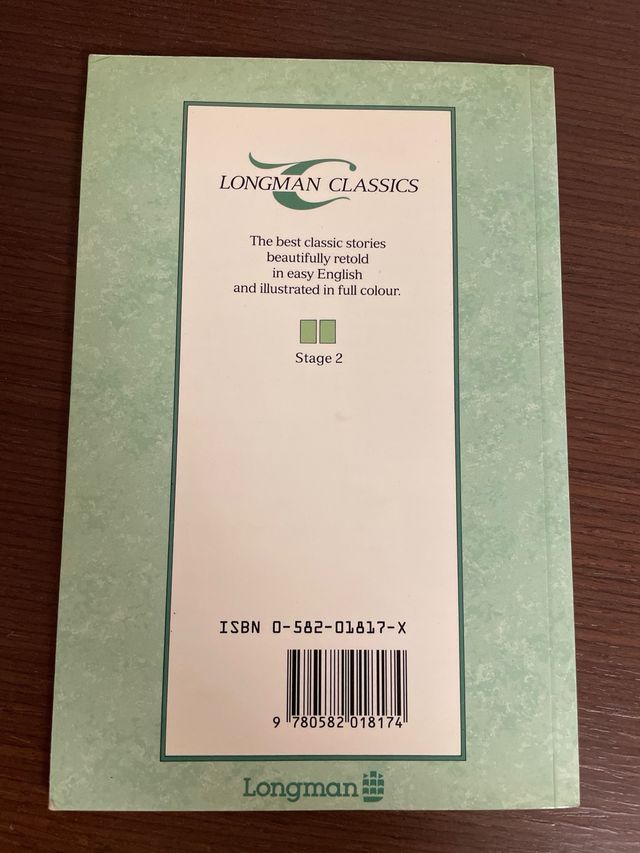 LONGMAN CLASSICS
The best classic stories
beautifully retold
in easy English
and illustrated in full colour.
Stage 2
ISBN 0-582-01817-X
9 780582 018174
Longman